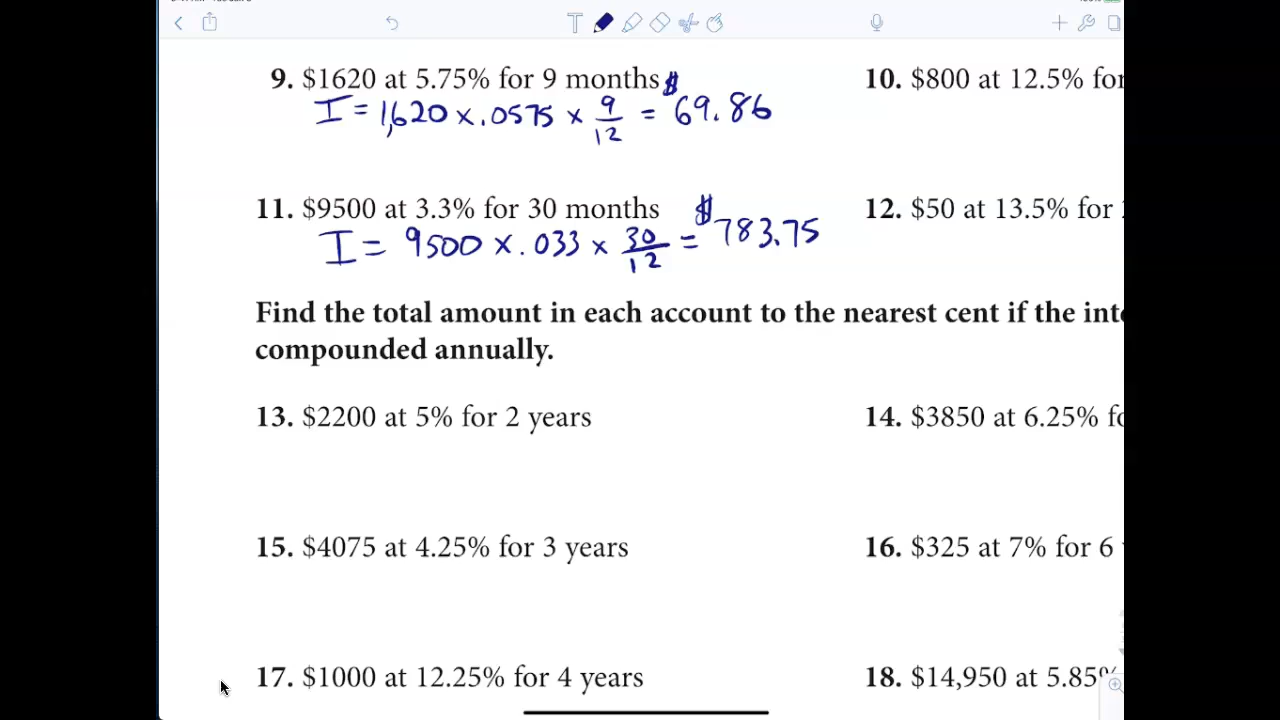 9. $1620 at 5.75% for 9 months
10. $800 at 12.5% for
I = 1,620 x .0575 x 9/12 = $69.86
11. $9500 at 3.3% for 30 months
12. $50 at 13.5% for
I = 9500 x .033 x 30/12 = $783.75
Find the total amount in each account to the nearest cent if the
compounded annually.
13. $2200 at 5% for 2 years
14. $3850 at 6.25%
15. $4075 at 4.25% for 3 years
16. $325 at 7% for 6
17. $1000 at 12.25% for 4 years
18. $14,950 at 5.85%